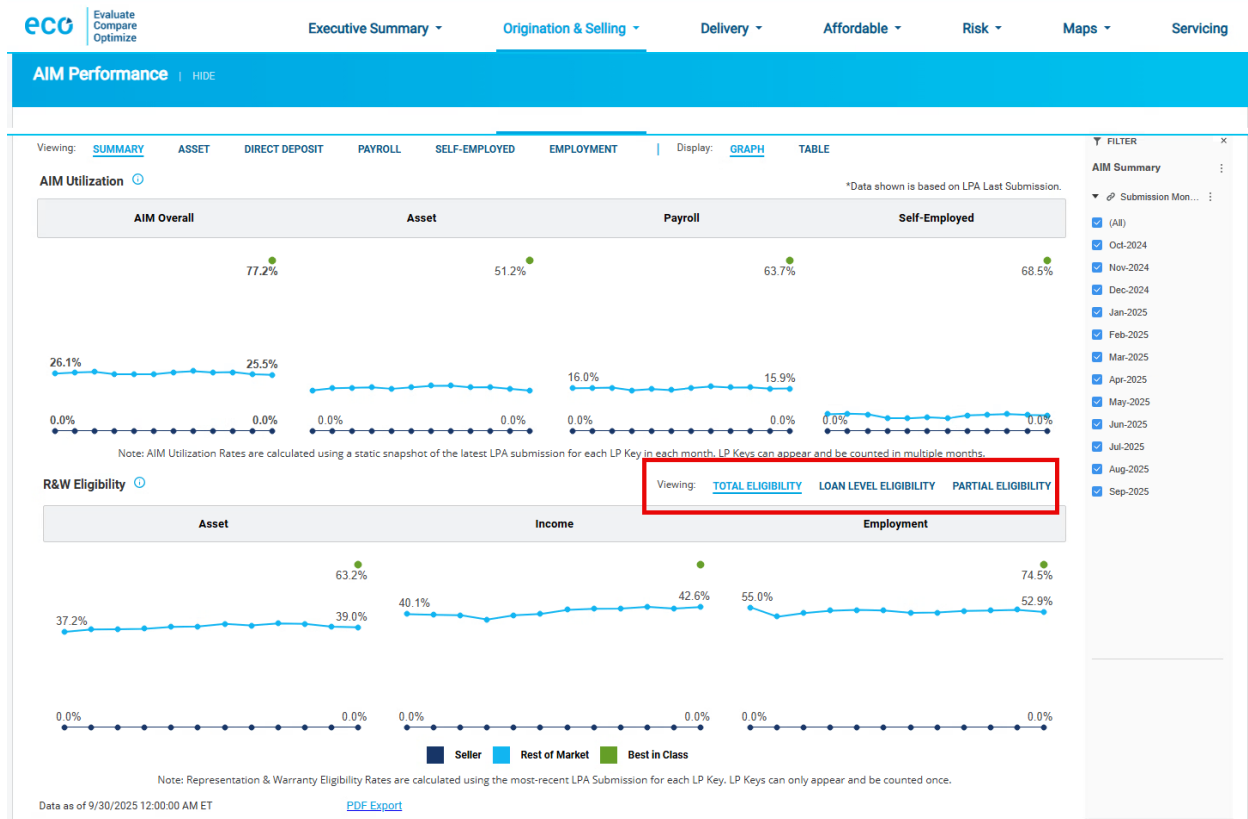 eco Evaluate
Compare
Optimize
Executive Summary Origination & Selling Delivery Affordable Risk Maps Servicing
AIM Performance | HIDE
Viewing: SUMMARY ASSET DIRECT DEPOSIT PAYROLL SELF-EMPLOYED EMPLOYMENT | Display: GRAPH TABLE
AIM Utilization
*Data shown is based on LPA Last Submission.
AIM Overall Asset Payroll Self-Employed
77.2% 51.2% 63.7% 68.5%
26.1% 25.5% 16.0% 15.9%
0.0% 0.0% 0.0% 0.0% 0.0% 0.0% 0.0% 0.0%
Note: AIM Utilization Rates are calculated using a static snapshot of the latest LPA submission for each LP Key in each month. LP Keys can appear and be counted in multiple months.
R&W Eligibility
Viewing: TOTAL ELIGIBILITY LOAN LEVEL ELIGIBILITY PARTIAL ELIGIBILITY
Asset Income Employment
63.2% 74.5%
37.2% 39.0% 40.1% 42.6% 55.0% 52.9%
0.0% 0.0% 0.0% 0.0% 0.0% 0.0%
Seller Rest of Market Best in Class
Note: Representation & Warranty Eligibility Rates are calculated using the most-recent LPA Submission for each LP Key. LP Keys can only appear and be counted once.
Data as of 9/30/2025 12:00:00 AM ET PDF Export
FILTER ×
AIM Summary
Submission Mon...
(All)
Oct-2024
Nov-2024
Dec-2024
Jan-2025
Feb-2025
Mar-2025
Apr-2025
May-2025
Jun-2025
Jul-2025
Aug-2025
Sep-2025